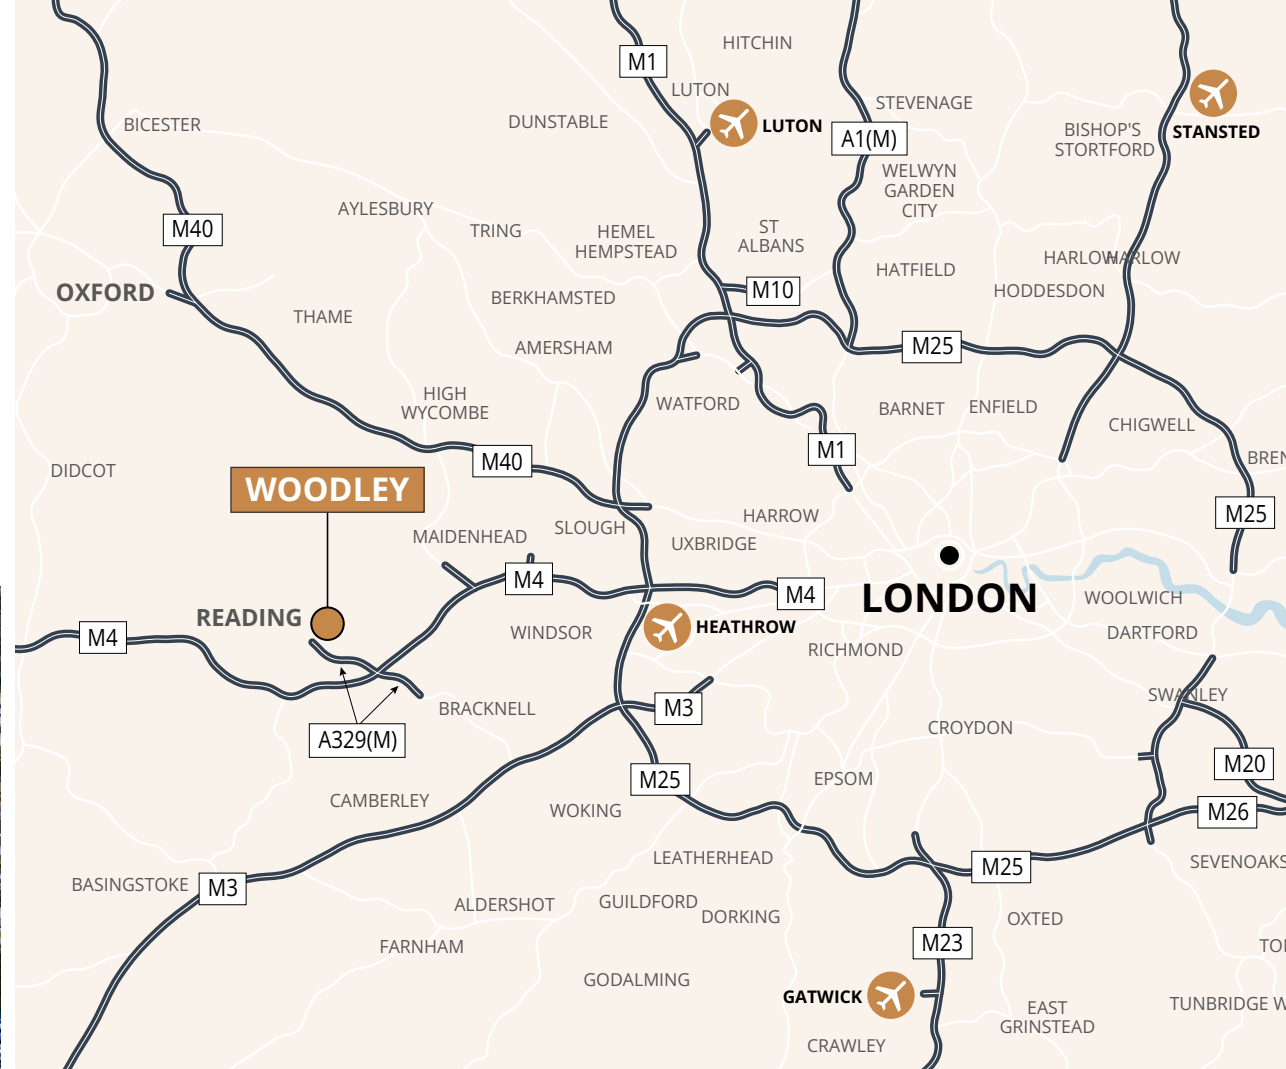 HITCHIN
M1
LUTON
STEVENAGE
DUNSTABLE
LUTON
BICESTER
A1(M)
BISHOP'S
STORTFORD
STANSTED
WELWYN
GARDEN
CITY
AYLESBURY
M40
TRING
HEMEL
HEMPSTEAD
ST
ALBANS
HARLOW
HARLOW
HATFIELD
OXFORD
BERKHAMSTED
M10
HODDESDON
THAME
AMERSHAM
M25
HIGH
WYCOMBE
WATFORD
BARNET
ENFIELD
CHIGWELL
M1
DIDCOT
M40
BREN
WOODLEY
HARROW
M25
SLOUGH
MAIDENHEAD
UXBRIDGE
M4
M4
LONDON
WOOLWICH
READING
HEATHROW
M4
WINDSOR
DARTFORD
RICHMOND
SWANLEY
BRACKNELL
M3
CROYDON
A329(M)
M20
M25
EPSOM
CAMBERLEY
WOKING
M26
LEATHERHEAD
SEVENOAKS
M25
BASINGSTOKE
M3
GUILDFORD
ALDERSHOT
DORKING
OXTED
FARNHAM
M23
TO
GODALMING
GATWICK
TUNBRIDGE W
EAST
GRINSTEAD
CRAWLEY